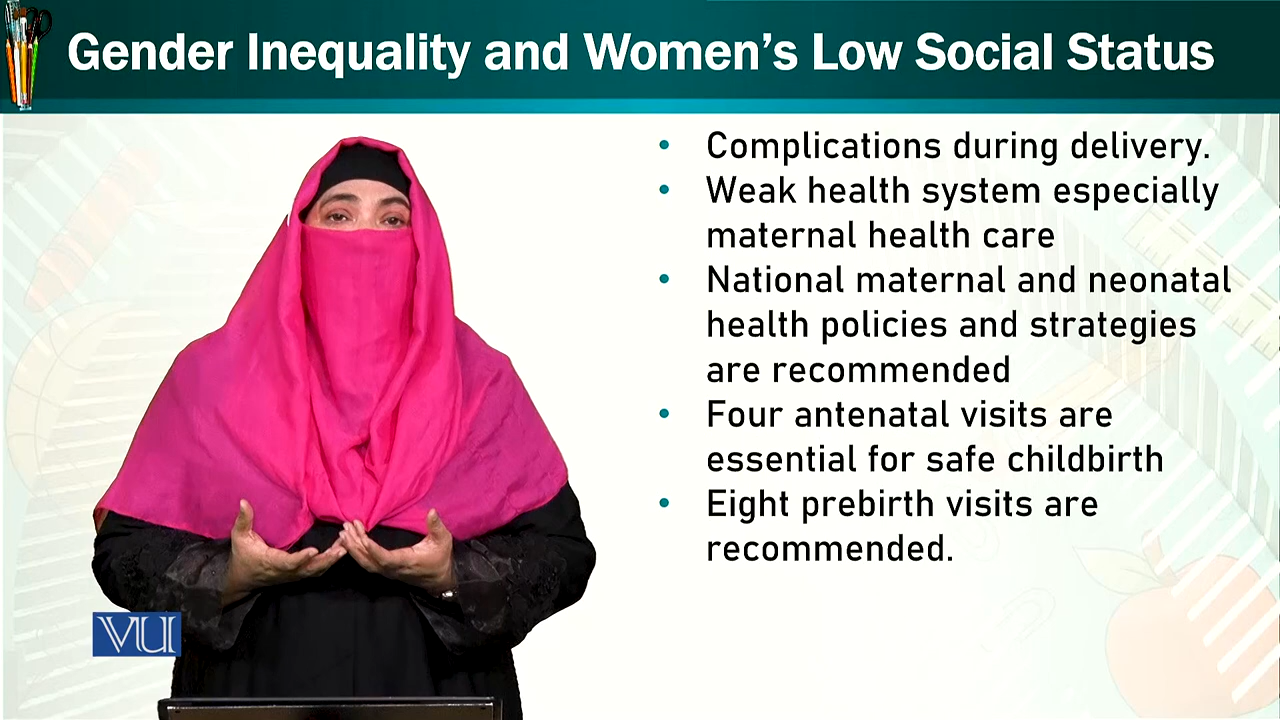 Gender Inequality and Women's Low Social Status
• Complications during delivery.
• Weak health system especially
maternal health care
• National maternal and neonatal
health policies and strategies
are recommended
• Four antenatal visits are
essential for safe childbirth
• Eight prebirth visits are
recommended.
VU